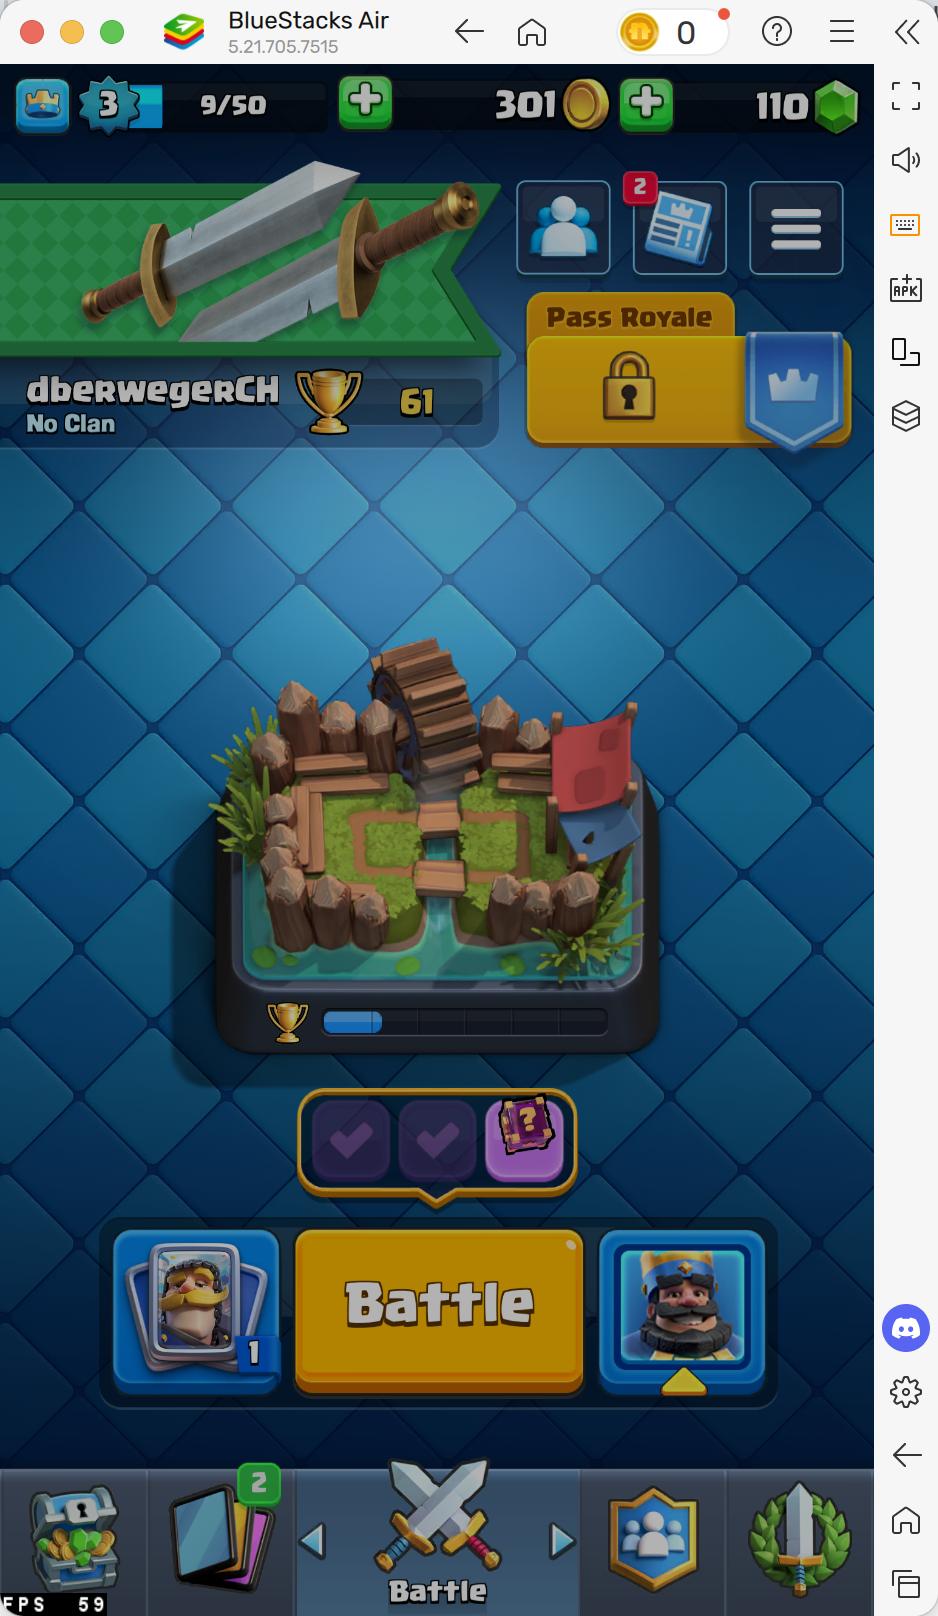 BlueStacks Air
5.21.705.7515
0
3
9/50
301
110
2
APK
Pass Royale
dberwegerCH
61
No Clan
?
1
Battle
2
Battle
FPS 59